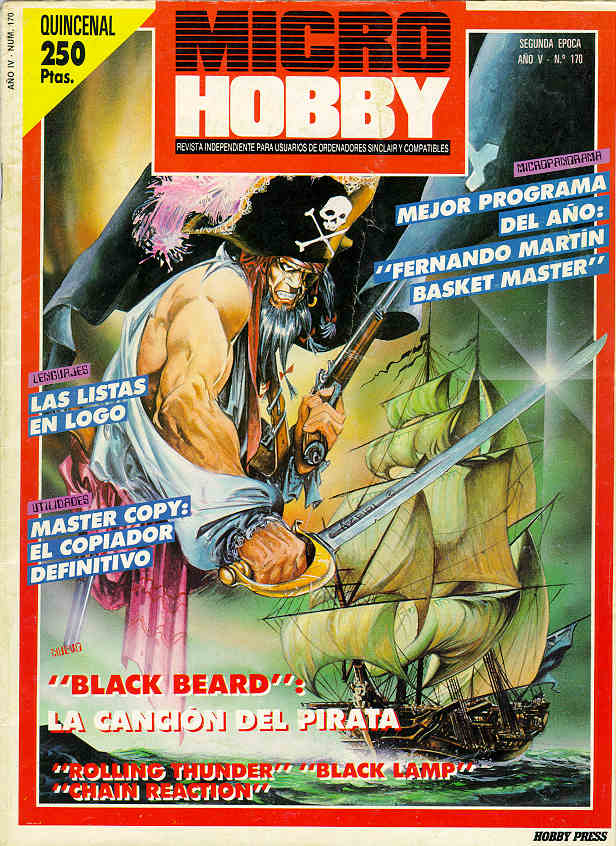 AÑO IV - NUM. 170
QUINCENAL
250
Ptas.
MICRO
HOBBY
REVISTA INDEPENDIENTE PARA USUARIOS DE ORDENADORES SINCLAIR Y COMPATIBLES
SEGUNDA EPOCA
AÑO V - N.º 170
MICROPANORAMA
MEJOR PROGRAMA
DEL AÑO:
"FERNANDO MARTÍN
BASKET MASTER"
LENGUAJES
LAS LISTAS
EN LOGO
UTILIDADES
MASTER COPY:
EL COPIADOR
DEFINITIVO
NUEVO
"BLACK BEARD":
LA CANCIÓN DEL PIRATA
"ROLLING THUNDER" "BLACK LAMP"
"CHAIN REACTION"
HOBBY PRESS